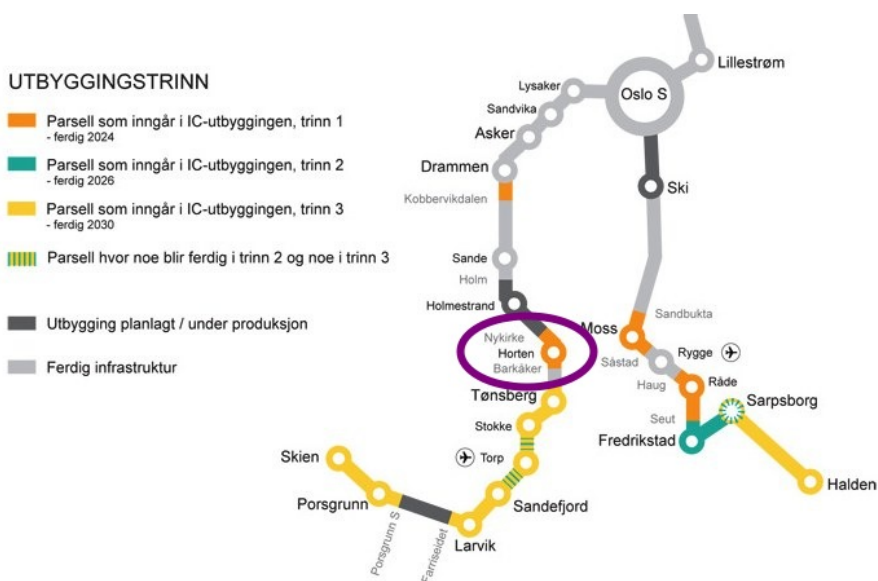 UTBYGGINGSTRINN
Parsell som inngår i IC-utbyggingen, trinn 1
- ferdig 2024
Parsell som inngår i IC-utbyggingen, trinn 2
- ferdig 2026
Parsell som inngår i IC-utbyggingen, trinn 3
- ferdig 2030
Parsell hvor noe blir ferdig i trinn 2 og noe i trinn 3
Utbygging planlagt / under produksjon
Ferdig infrastruktur
Lillestrøm
Oslo S
Lysaker
Sandvika
Asker
Drammen
Kobbervikdalen
Ski
Sande
Holm
Holmestrand
Nykirke
Horten
Barkåker
Tønsberg
Stokke
Torp
Sandefjord
Larvik
Farriseidet
Porsgrunn S
Porsgrunn
Skien
Sandbukta
Moss
Såstad
Rygge
Haug
Råde
Seut
Fredrikstad
Sarpsborg
Halden